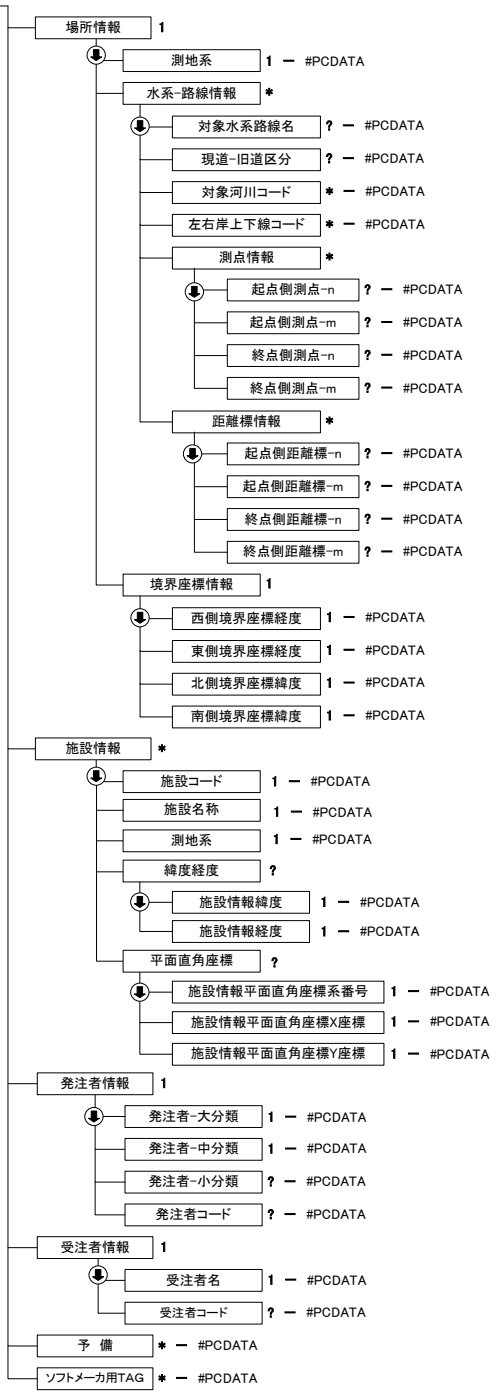 場所情報 1
測地系 1 ー #PCDATA
水系-路線情報 *
対象水系路線名 ? ー #PCDATA
現道-旧道区分 ? ー #PCDATA
対象河川コード * ー #PCDATA
左右岸上下線コード * ー #PCDATA
測点情報 *
起点側測点-n ? ー #PCDATA
起点側測点-m ? ー #PCDATA
終点側測点-n ? ー #PCDATA
終点側測点-m ? ー #PCDATA
距離標情報 *
起点側距離標-n ? ー #PCDATA
起点側距離標-m ? ー #PCDATA
終点側距離標-n ? ー #PCDATA
終点側距離標-m ? ー #PCDATA
境界座標情報 1
西側境界座標経度 1 ー #PCDATA
東側境界座標経度 1 ー #PCDATA
北側境界座標緯度 1 ー #PCDATA
南側境界座標緯度 1 ー #PCDATA
施設情報 *
施設コード 1 ー #PCDATA
施設名称 1 ー #PCDATA
測地系 1 ー #PCDATA
緯度経度 ?
施設情報緯度 1 ー #PCDATA
施設情報経度 1 ー #PCDATA
平面直角座標 ?
施設情報平面直角座標系番号 1 ー #PCDATA
施設情報平面直角座標X座標 1 ー #PCDATA
施設情報平面直角座標Y座標 1 ー #PCDATA
発注者情報 1
発注者-大分類 1 ー #PCDATA
発注者-中分類 1 ー #PCDATA
発注者-小分類 ? ー #PCDATA
発注者コード ? ー #PCDATA
受注者情報 1
受注者名 1 ー #PCDATA
受注者コード ? ー #PCDATA
予 備 * ー #PCDATA
ソフトメーカ用TAG * ー #PCDATA